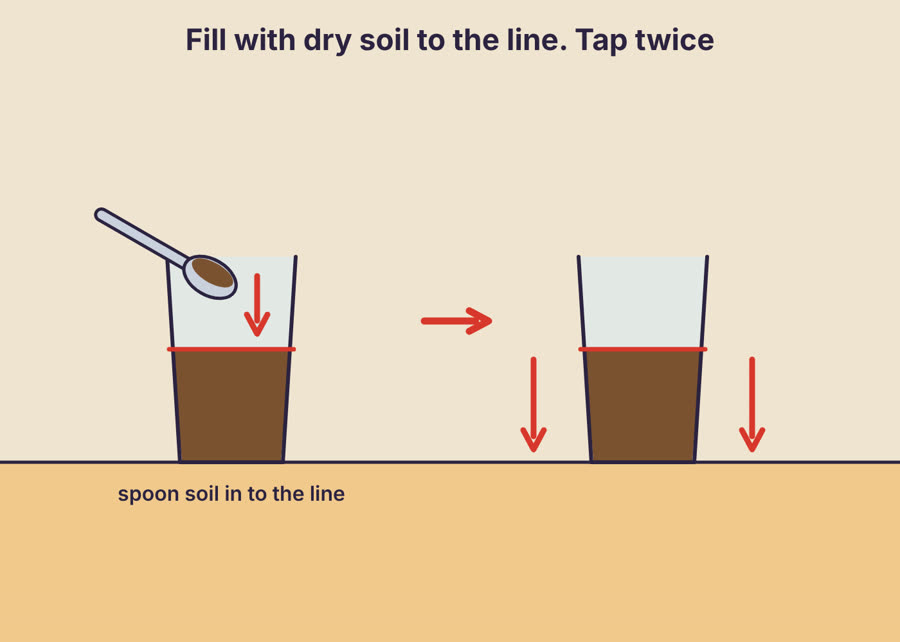 Fill with dry soil to the line. Tap twice
spoon soil in to the line